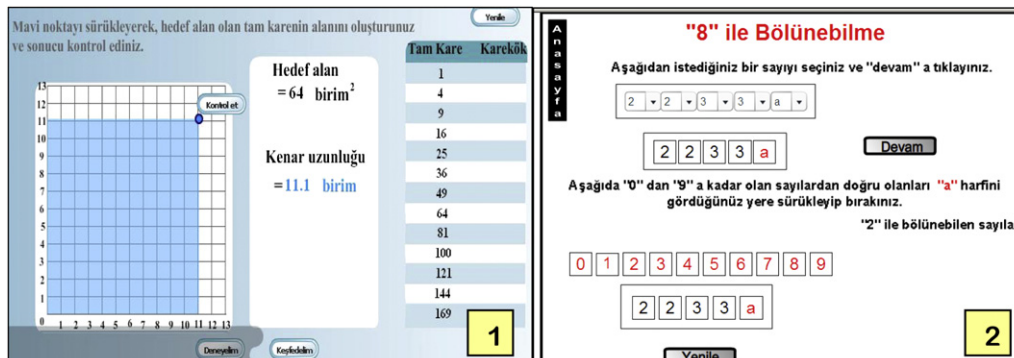 Mavi noktayı sürükleyerek, hedef alan olan tam karenin alanını oluşturunuz
ve sonucu kontrol ediniz.
Yenile
Tam Kare Karekök
1
4
9
16
25
36
49
64
81
100
121
144
169
Hedef alan
= 64 birim²
Kenar uzunluğu
= 11.1 birim
Kontrol et
13
12
11
10
9
8
7
6
5
4
3
2
1
0 1 2 3 4 5 6 7 8 9 10 11 12 13
Deneyelim
Keşfedelim
1
Anasayfa
"8" ile Bölünebilme
Aşağıdan istediğiniz bir sayıyı seçiniz ve "devam" a tıklayınız.
2 2 3 3 a
2 2 3 3 a
Devam
Aşağıda "0" dan "9" a kadar olan sayılardan doğru olanları "a" harfini
gördüğünüz yere sürükleyip bırakınız.
"2" ile bölünebilen sayıla
0 1 2 3 4 5 6 7 8 9
2 2 3 3 a
Yenile
2